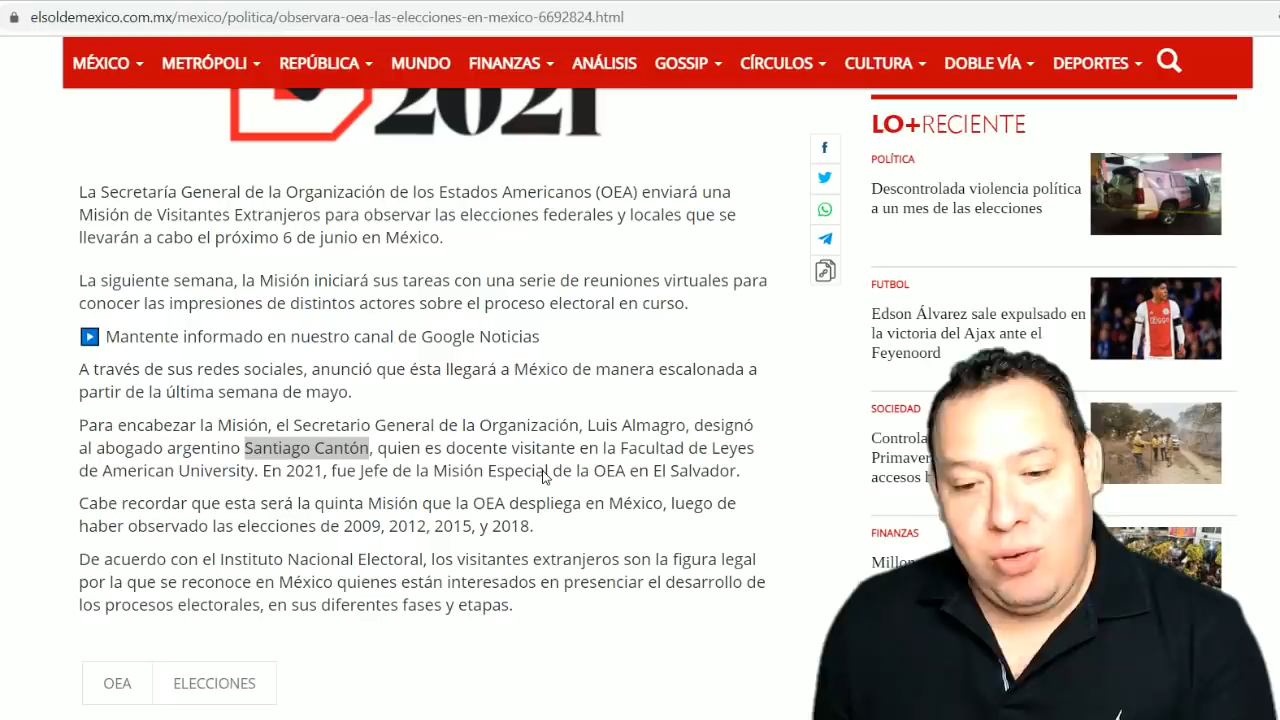 elsoldemexico.com.mx/mexico/politica/observara-oea-las-elecciones-en-mexico-6692824.html
MÉXICO METRÓPOLI REPÚBLICA MUNDO FINANZAS ANÁLISIS GOSSIP CÍRCULOS CULTURA DOBLE VÍA DEPORTES
2021
La Secretaría General de la Organización de los Estados Americanos (OEA) enviará una
Misión de Visitantes Extranjeros para observar las elecciones federales y locales que se
llevarán a cabo el próximo 6 de junio en México.
La siguiente semana, la Misión iniciará sus tareas con una serie de reuniones virtuales para
conocer las impresiones de distintos actores sobre el proceso electoral en curso.
Mantente informado en nuestro canal de Google Noticias
A través de sus redes sociales, anunció que ésta llegará a México de manera escalonada a
partir de la última semana de mayo.
Para encabezar la Misión, el Secretario General de la Organización, Luis Almagro, designó
al abogado argentino Santiago Cantón, quien es docente visitante en la Facultad de Leyes
de American University. En 2021, fue Jefe de la Misión Especial de la OEA en El Salvador.
Cabe recordar que esta será la quinta Misión que la OEA despliega en México, luego de
haber observado las elecciones de 2009, 2012, 2015, y 2018.
De acuerdo con el Instituto Nacional Electoral, los visitantes extranjeros son la figura legal
por la que se reconoce en México quienes están interesados en presenciar el desarrollo de
los procesos electorales, en sus diferentes fases y etapas.
OEA ELECCIONES
LO+RECIENTE
POLÍTICA
Descontrolada violencia política
a un mes de las elecciones
FUTBOL
Edson Álvarez sale expulsado en
la victoria del Ajax ante el
Feyenoord
SOCIEDAD
Controla
Primave
accesos
FINANZAS
Millon